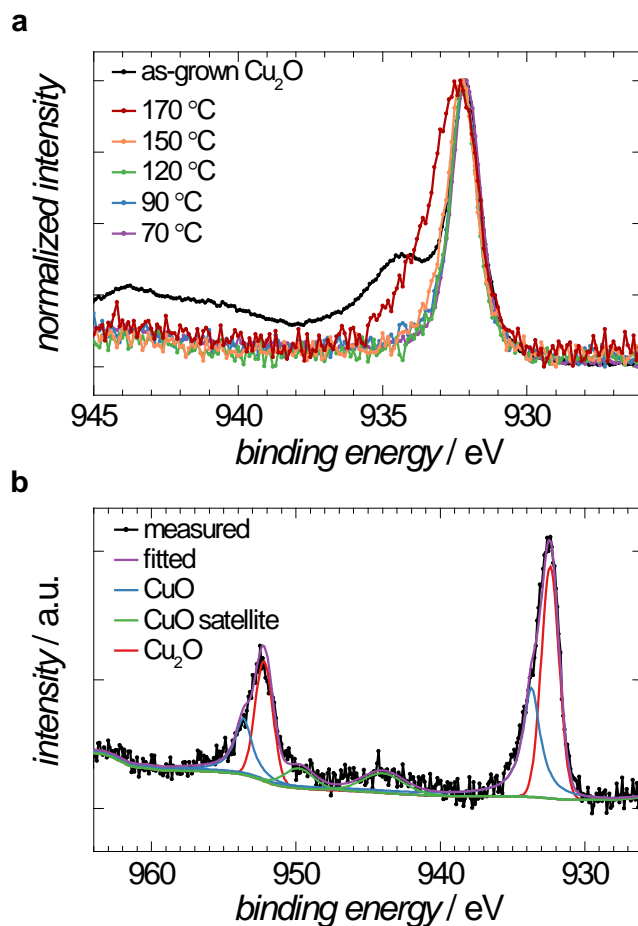 a
normalized intensity
as-grown Cu₂O
170 °C
150 °C
120 °C
90 °C
70 °C
945 940 935 930
binding energy / eV
b
intensity / a.u.
measured
fitted
CuO
CuO satellite
Cu₂O
960 950 940 930
binding energy / eV